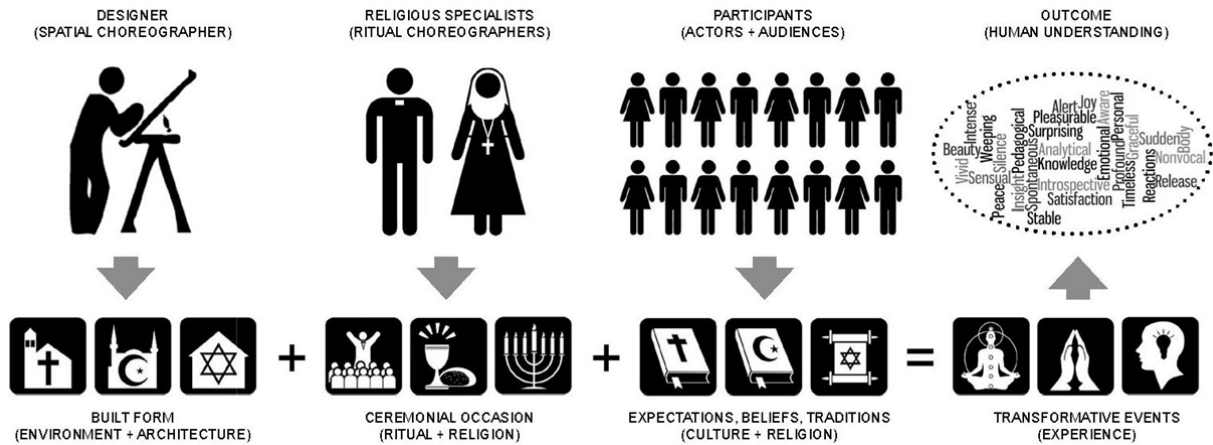 DESIGNER
(SPATIAL CHOREOGRAPHER)
RELIGIOUS SPECIALISTS
(RITUAL CHOREOGRAPHERS)
PARTICIPANTS
(ACTORS + AUDIENCES)
OUTCOME
(HUMAN UNDERSTANDING)
Beauty
Vivid
Intense
Sensual
Weeping
Silence
Peace
Insight
Pedagogical
Spontaneous
Stable
Alert
Joy
Pleasurable
Surprising
Analytical
Knowledge
Introspective
Satisfaction
Aware
Emotional
Personal
Profound
Timeless
Graceful
Reactions
Sudden
Body
Nonvocal
Release
+
+
=
BUILT FORM
(ENVIRONMENT + ARCHITECTURE)
CEREMONIAL OCCASION
(RITUAL + RELIGION)
EXPECTATIONS, BELIEFS, TRADITIONS
(CULTURE + RELIGION)
TRANSFORMATIVE EVENTS
(EXPERIENCE)